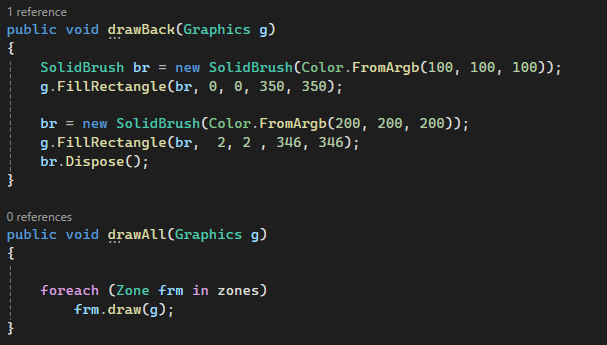 1 reference
public void drawBack(Graphics g)
{
SolidBrush br = new SolidBrush(Color.FromArgb(100, 100, 100));
g.FillRectangle(br, 0, 0, 350, 350);
br = new SolidBrush(Color.FromArgb(200, 200, 200));
g.FillRectangle(br,  2, 2 , 346, 346);
br.Dispose();
}
0 references
public void drawAll(Graphics g)
{
foreach (Zone frm in zones)
frm.draw(g);
}